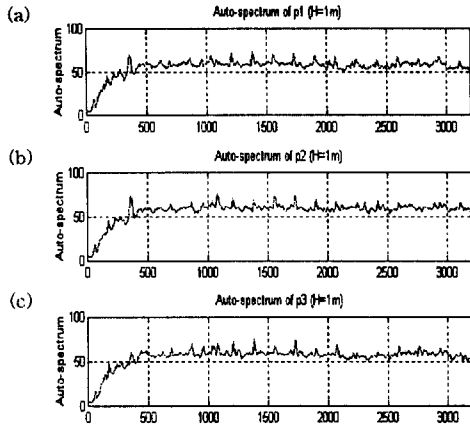 (a)
Auto-spectrum of p1 (H=1m)
Auto-spectrum
100
50
0
0 500 1000 1500 2000 2500 3000
(b)
Auto-spectrum of p2 (H=1m)
Auto-spectrum
100
50
0
0 500 1000 1500 2000 2500 3000
(c)
Auto-spectrum of p3 (H=1m)
Auto-spectrum
100
50
0
0 500 1000 1500 2000 2500 3000